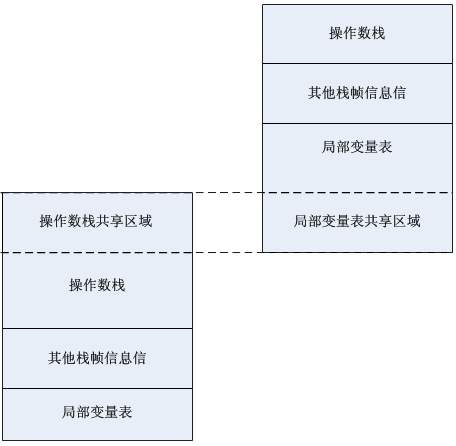 操作数栈
其他栈帧信息信
局部变量表
局部变量表共享区域
操作数栈共享区域
操作数栈
其他栈帧信息信
局部变量表